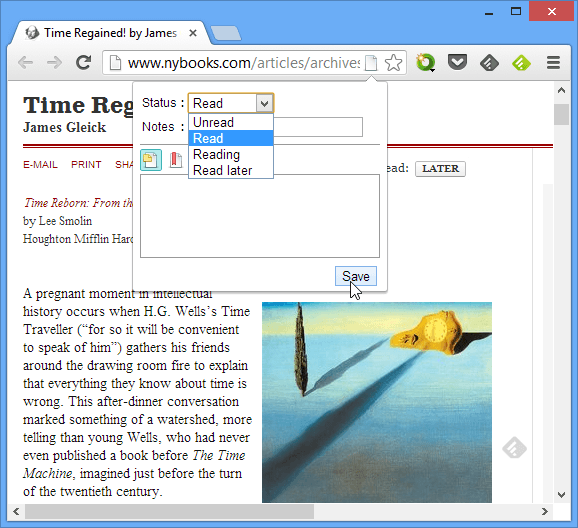 Time Regained! by James
www.nybooks.com/articles/archives
Status :
Read
Unread
Read
Reading
Read later
Notes :
Save
Time Reg
James Gleick
E-MAIL PRINT SHA
ead: LATER
Time Reborn: From th
by Lee Smolin
Houghton Mifflin Harc
A pregnant moment in intellectual
history occurs when H.G. Wells’s Time
Traveller (“for so it will be convenient
to speak of him”) gathers his friends
around the drawing room fire to explain
that everything they know about time is
wrong. This after-dinner conversation
marked something of a watershed, more
telling than young Wells, who had never
even published a book before The Time
Machine, imagined just before the turn
of the twentieth century.